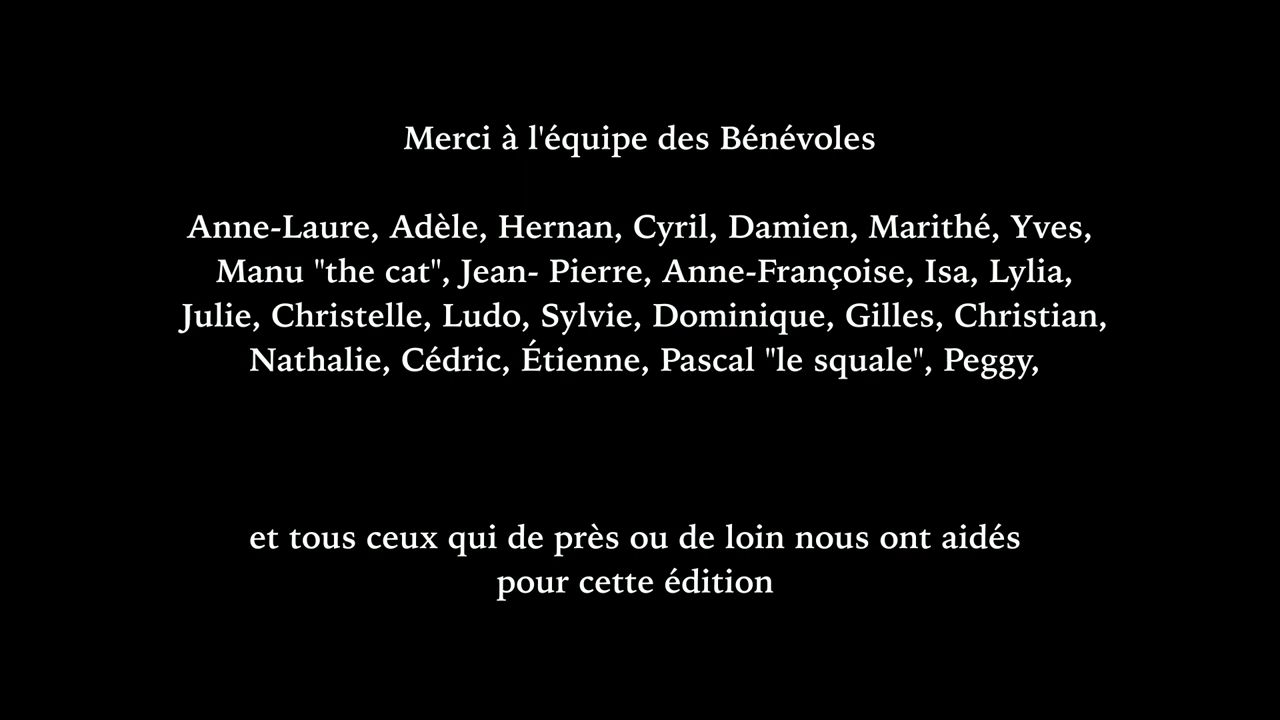 Merci à l'équipe des Bénévoles
Anne-Laure, Adèle, Hernan, Cyril, Damien, Marithé, Yves,
Manu "the cat", Jean- Pierre, Anne-Françoise, Isa, Lylia,
Julie, Christelle, Ludo, Sylvie, Dominique, Gilles, Christian,
Nathalie, Cédric, Étienne, Pascal "le squale", Peggy,
et tous ceux qui de près ou de loin nous ont aidés
pour cette édition